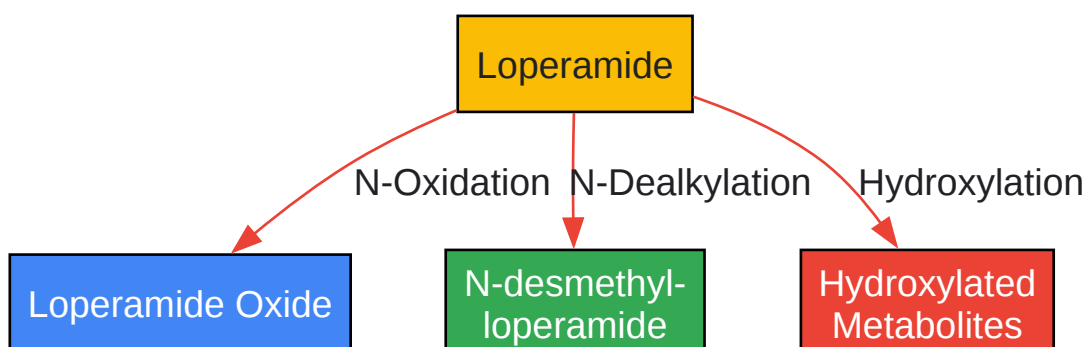 Loperamide
N-Oxidation
N-Dealkylation
Hydroxylation
Loperamide Oxide
N-desmethyl-
loperamide
Hydroxylated
Metabolites